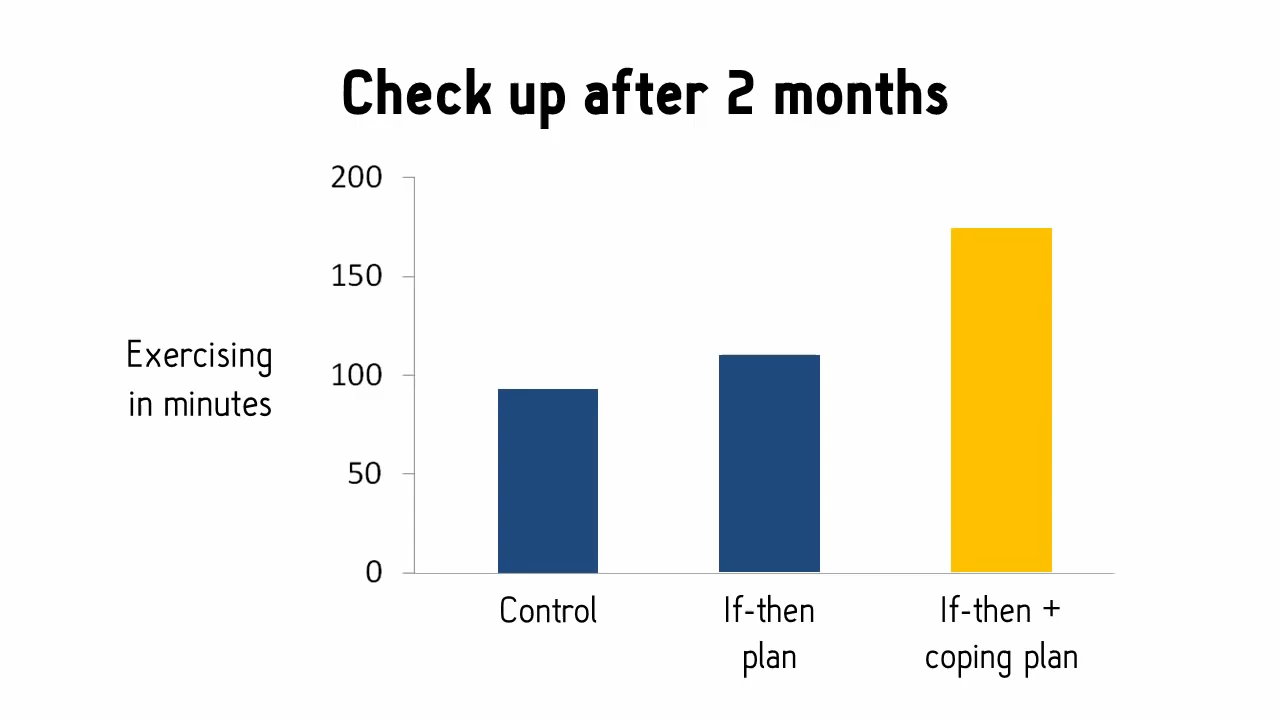 Check up after 2 months
200
150
100
50
0
Exercising
in minutes
Control
If-then
plan
If-then +
coping plan